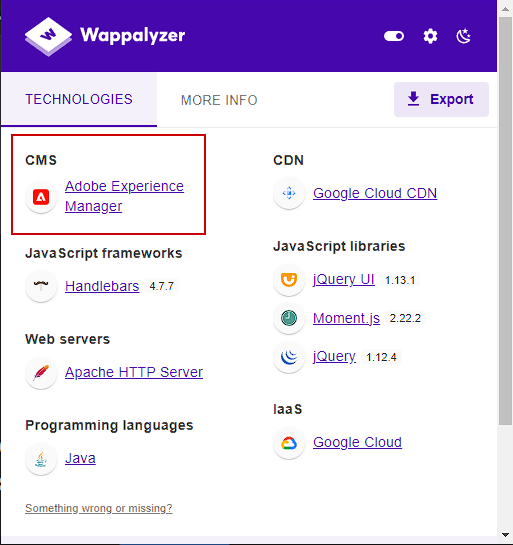 Wappalyzer
TECHNOLOGIES
MORE INFO
Export
CMS
Adobe Experience
Manager
JavaScript frameworks
Handlebars 4.7.7
Web servers
Apache HTTP Server
Programming languages
Java
CDN
Google Cloud CDN
JavaScript libraries
jQuery UI 1.13.1
Moment.js 2.22.2
jQuery 1.12.4
IaaS
Google Cloud
Something wrong or missing?